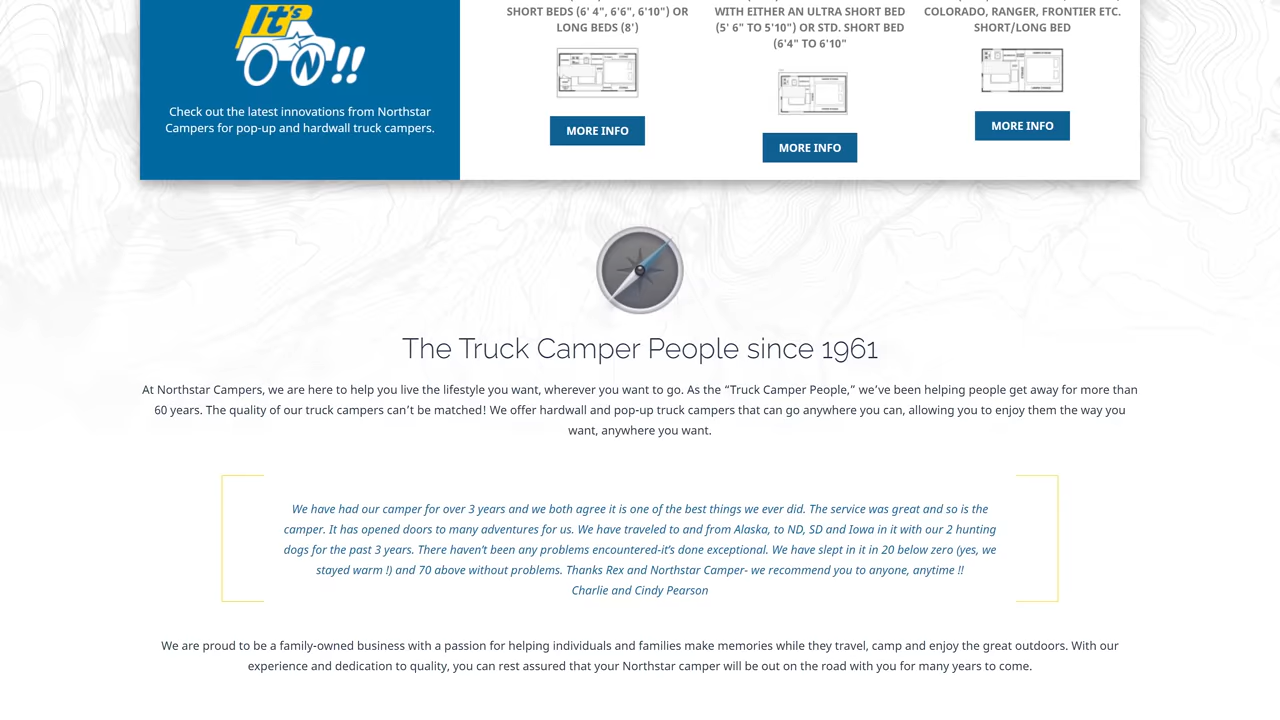 It's
ON!!
Check out the latest innovations from Northstar
Campers for pop-up and hardwall truck campers.
SHORT BEDS (6' 4", 6'6", 6'10") OR
LONG BEDS (8')
MORE INFO
WITH EITHER AN ULTRA SHORT BED
(5' 6" TO 5'10") OR STD. SHORT BED
(6'4" TO 6'10"
MORE INFO
COLORADO, RANGER, FRONTIER ETC.
SHORT/LONG BED
MORE INFO
The Truck Camper People since 1961
At Northstar Campers, we are here to help you live the lifestyle you want, wherever you want to go. As the “Truck Camper People,” we’ve been helping people get away for more than
60 years. The quality of our truck campers can’t be matched! We offer hardwall and pop-up truck campers that can go anywhere you can, allowing you to enjoy them the way you
want, anywhere you want.
We have had our camper for over 3 years and we both agree it is one of the best things we ever did. The service was great and so is the
camper. It has opened doors to many adventures for us. We have traveled to and from Alaska, to ND, SD and Iowa in it with our 2 hunting
dogs for the past 3 years. There haven’t been any problems encountered-it’s done exceptional. We have slept in it in 20 below zero (yes, we
stayed warm !) and 70 above without problems. Thanks Rex and Northstar Camper- we recommend you to anyone, anytime !!
Charlie and Cindy Pearson
We are proud to be a family-owned business with a passion for helping individuals and families make memories while they travel, camp and enjoy the great outdoors. With our
experience and dedication to quality, you can rest assured that your Northstar camper will be out on the road with you for many years to come.